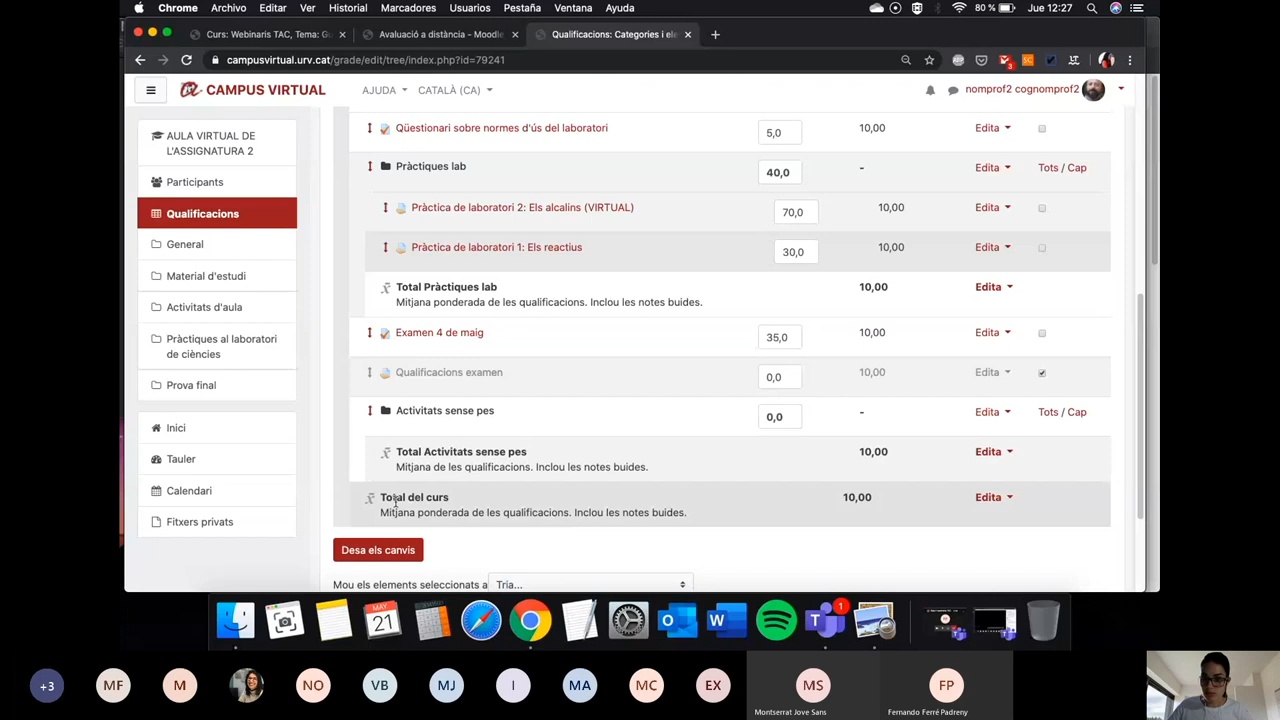 Chrome Archivo Editar Ver Historial Marcadores Usuarios Pestaña Ventana Ayuda 80 % Jue 12:27
Curs: Webinaris TAC, Tema: Gu Avaluació a distància – Moodle Qualificacions: Categories i ele
campusvirtual.urv.cat/grade/edit/tree/index.php?id=79241
CAMPUS VIRTUAL AJUDA CATALÀ (CA) nomprof2 cognomprof2
AULA VIRTUAL DE
L'ASSIGNATURA 2
Participants
Qualificacions
General
Material d'estudi
Activitats d'aula
Pràctiques al laboratori
de ciències
Prova final
Inici
Tauler
Calendari
Fitxers privats
Qüestionari sobre normes d'ús del laboratori 5,0 10,00 Edita
Pràctiques lab 40,0 - Edita Tots / Cap
Pràctica de laboratori 2: Els alcalins (VIRTUAL) 70,0 10,00 Edita
Pràctica de laboratori 1: Els reactius 30,0 10,00 Edita
Total Pràctiques lab 10,00 Edita
Mitjana ponderada de les qualificacions. Inclou les notes buides.
Examen 4 de maig 35,0 10,00 Edita
Qualificacions examen 0,0 10,00 Edita
Activitats sense pes 0,0 - Edita Tots / Cap
Total Activitats sense pes 10,00 Edita
Mitjana de les qualificacions. Inclou les notes buides.
Total del curs 10,00 Edita
Mitjana ponderada de les qualificacions. Inclou les notes buides.
Desa els canvis
Mou els elements seleccionats a Tria...
MAY
21
1
+3 MF M NO VB MJ I MA MC EX MS FP
Montserrat Jove Sans Fernando Ferré Padreny